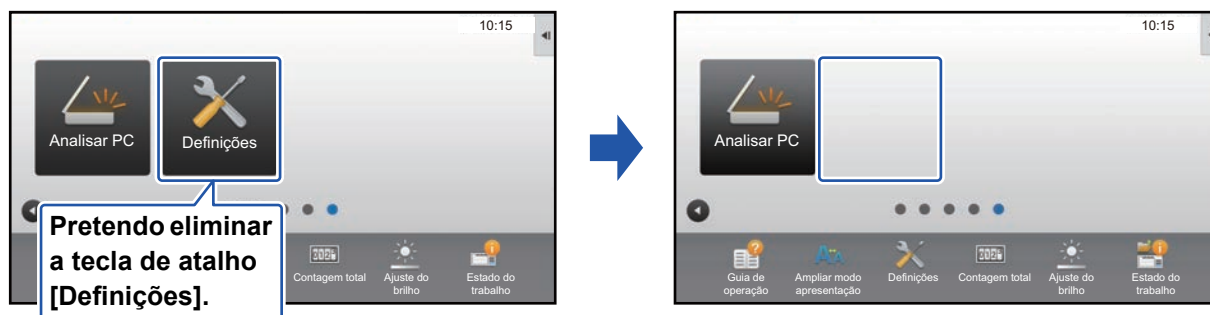 10:15
Analisar PC
Definições
Pretendo eliminar
a tecla de atalho
[Definições].
Contagem total
Ajuste do
brilho
Estado do
trabalho
10:15
Analisar PC
Guia de
operação
Ampliar modo
apresentação
Definições
Contagem total
Ajuste do
brilho
Estado do
trabalho